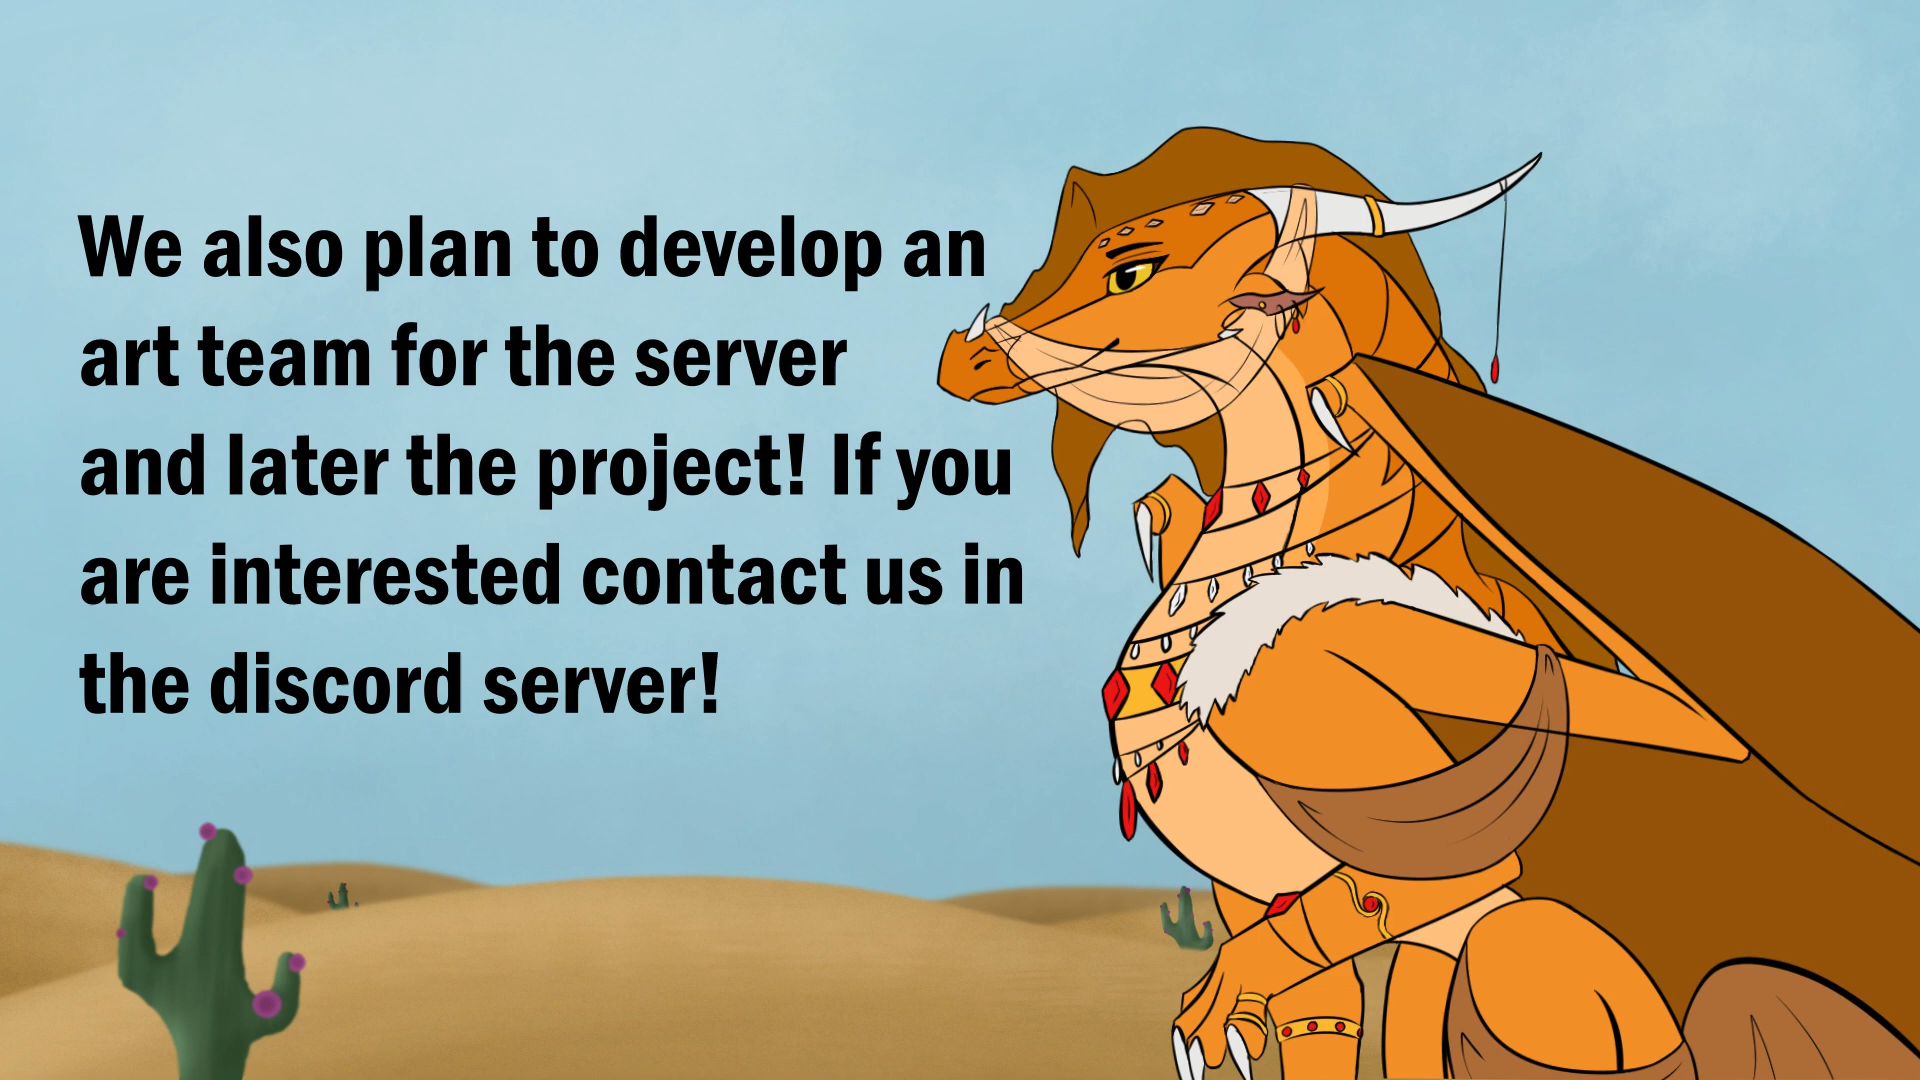 We also plan to develop an
art team for the server
and later the project! If you
are interested contact us in
the discord server!